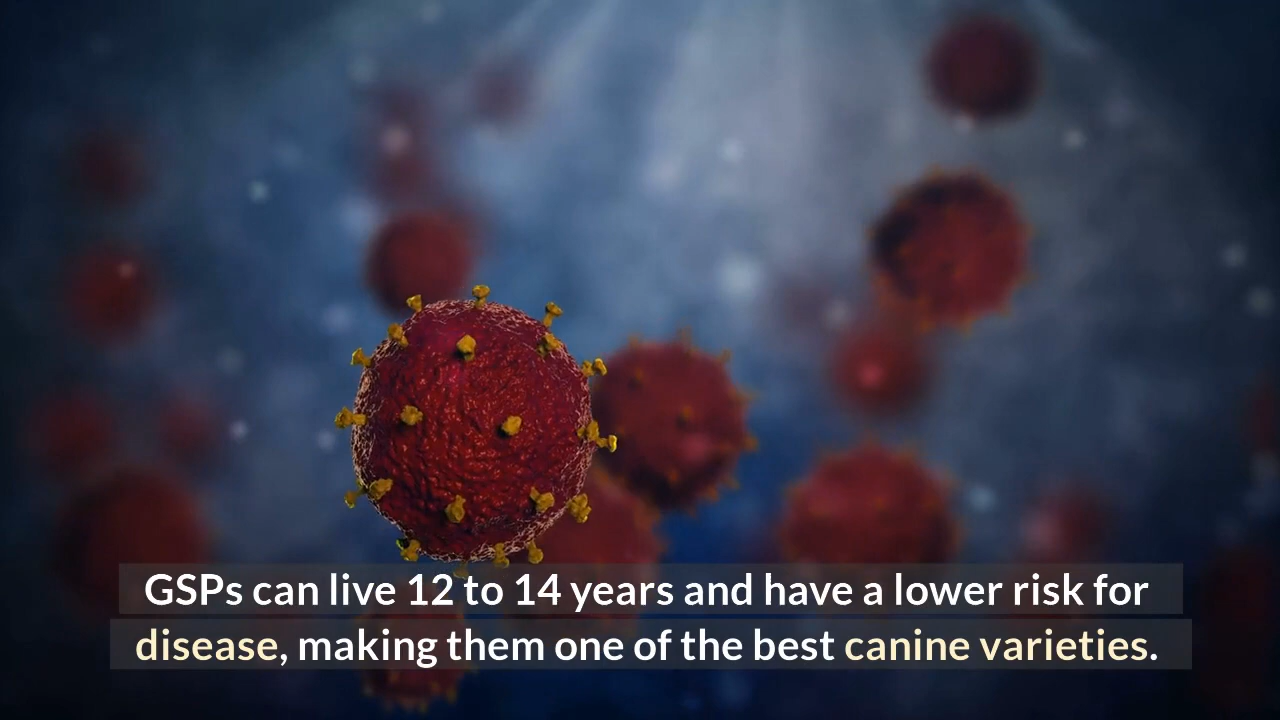 GSPs can live 12 to 14 years and have a lower risk for
disease, making them one of the best canine varieties.